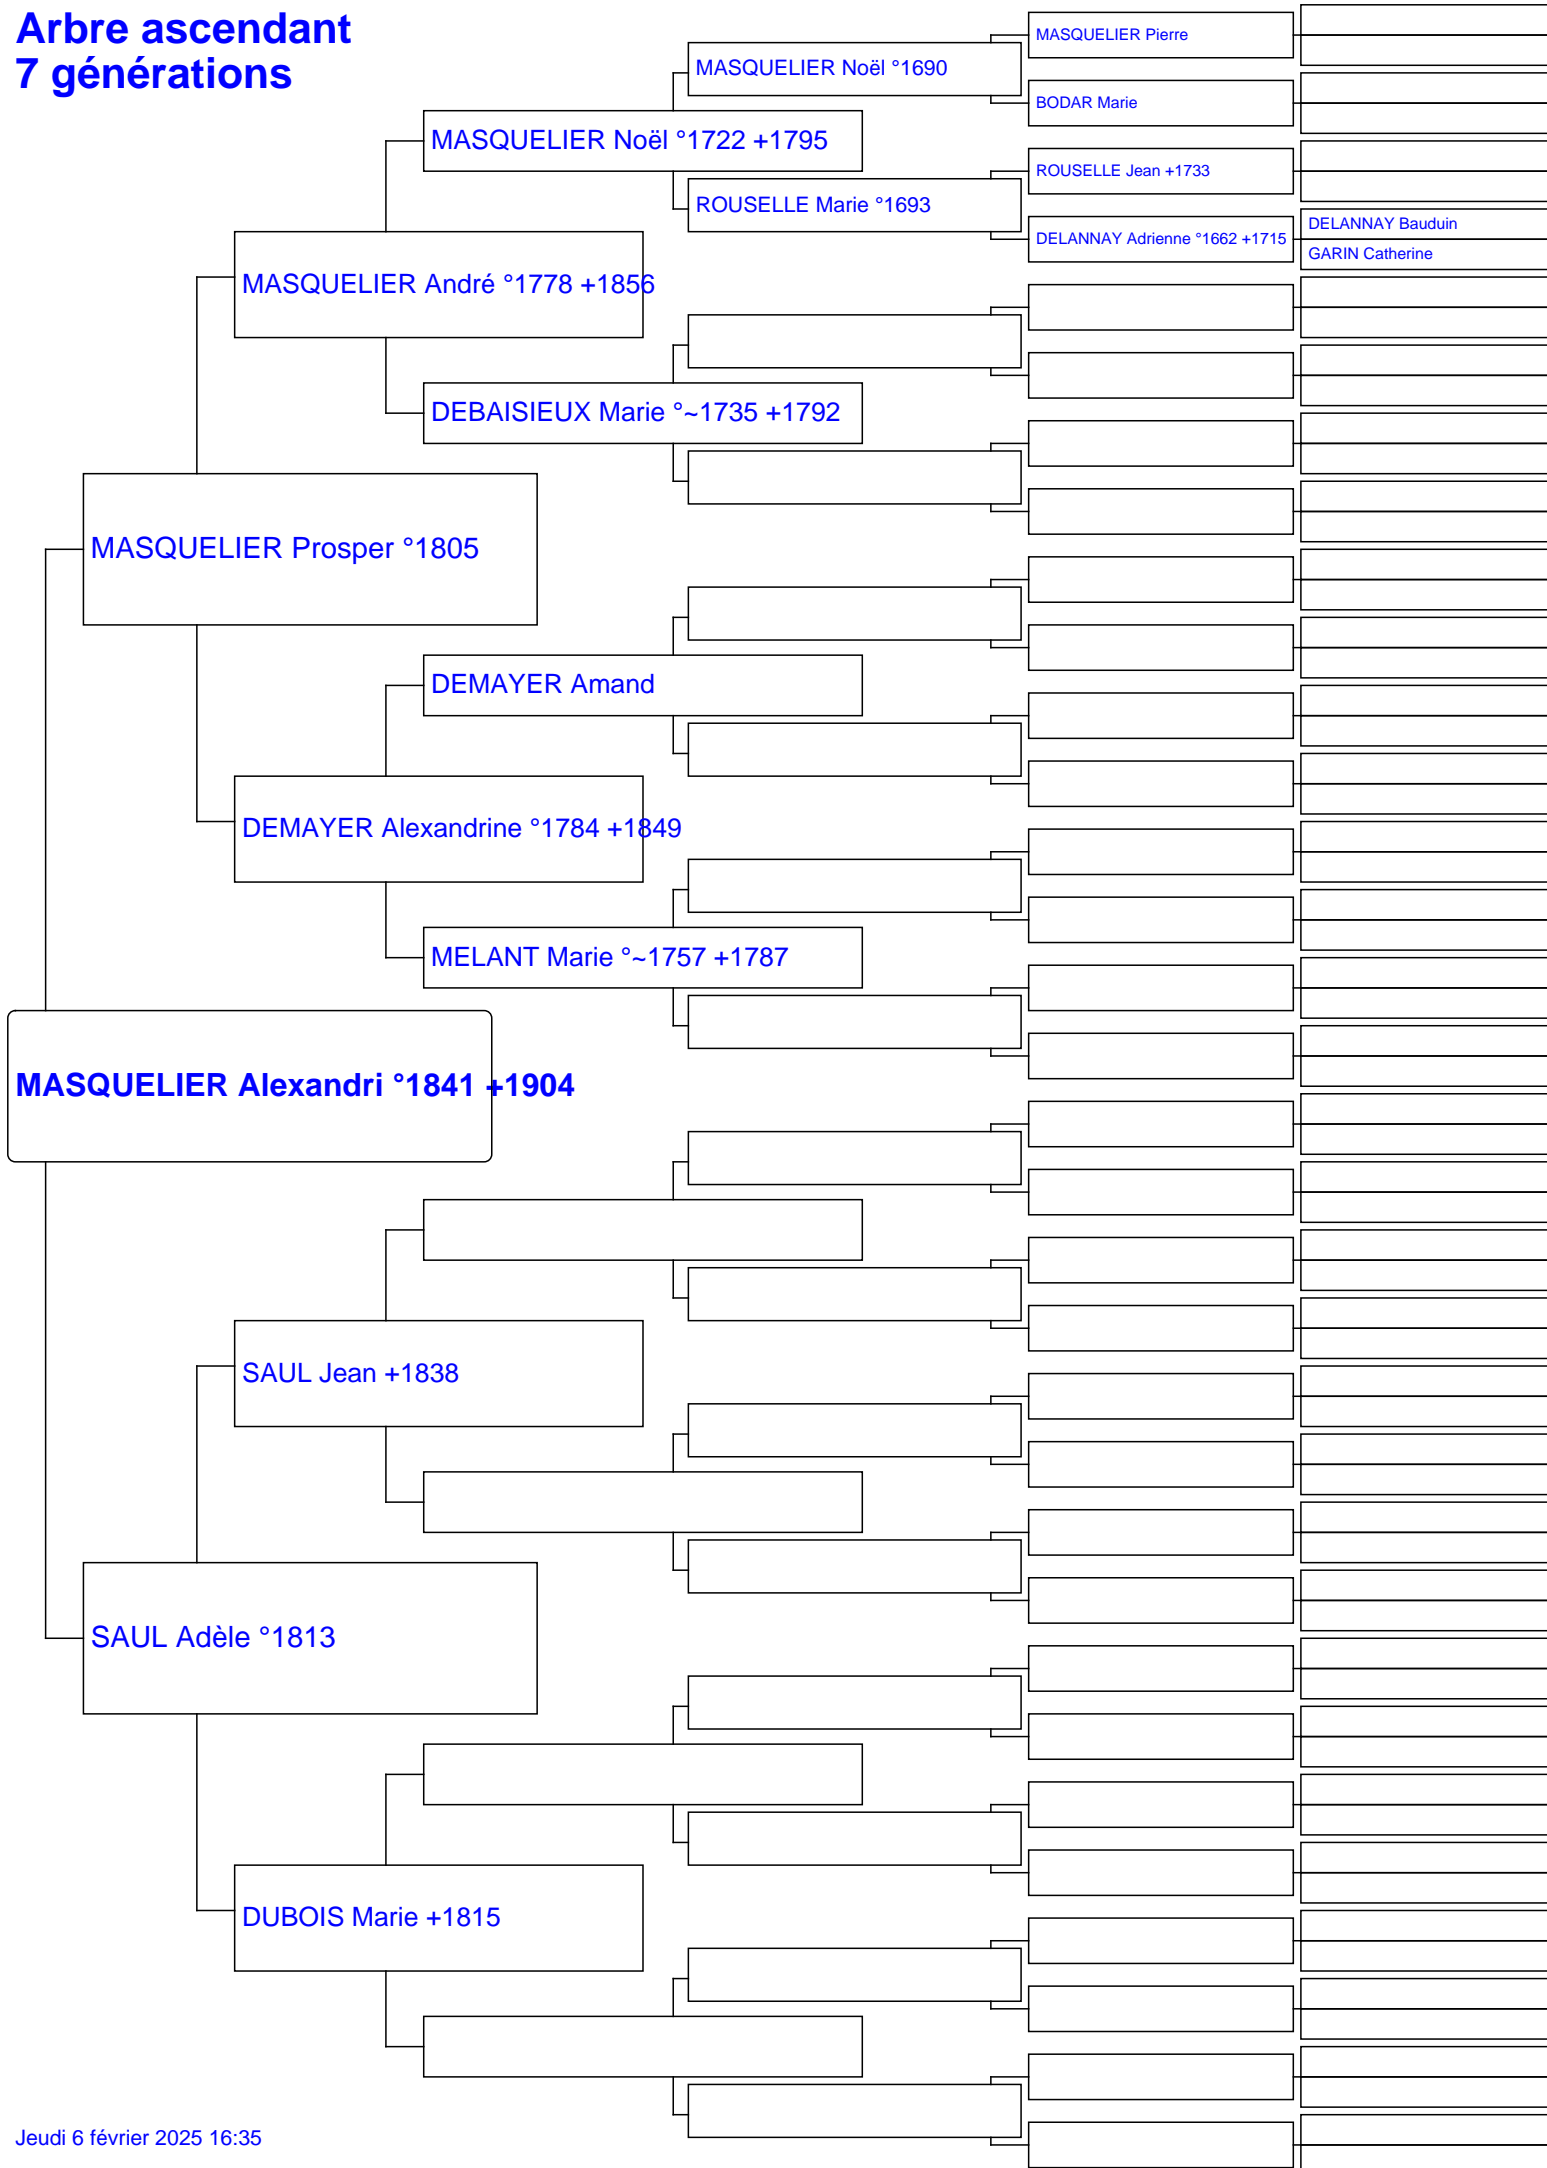 Arbre ascendant
7 générations
MASQUELIER Pierre
MASQUELIER Noël °1690
BODAR Marie
MASQUELIER Noël °1722 +1795
ROUSELLE Jean +1733
ROUSELLE Marie °1693
DELANNAY Adrienne °1662 +1715
DELANNAY Bauduin
GARIN Catherine
MASQUELIER André °1778 +1856
DEBAISIEUX Marie °~1735 +1792
MASQUELIER Prosper °1805
DEMAYER Amand
DEMAYER Alexandrine °1784 +1849
MELANT Marie °~1757 +1787
MASQUELIER Alexandri °1841 +1904
SAUL Jean +1838
SAUL Adèle °1813
DUBOIS Marie +1815
Jeudi 6 février 2025 16:35